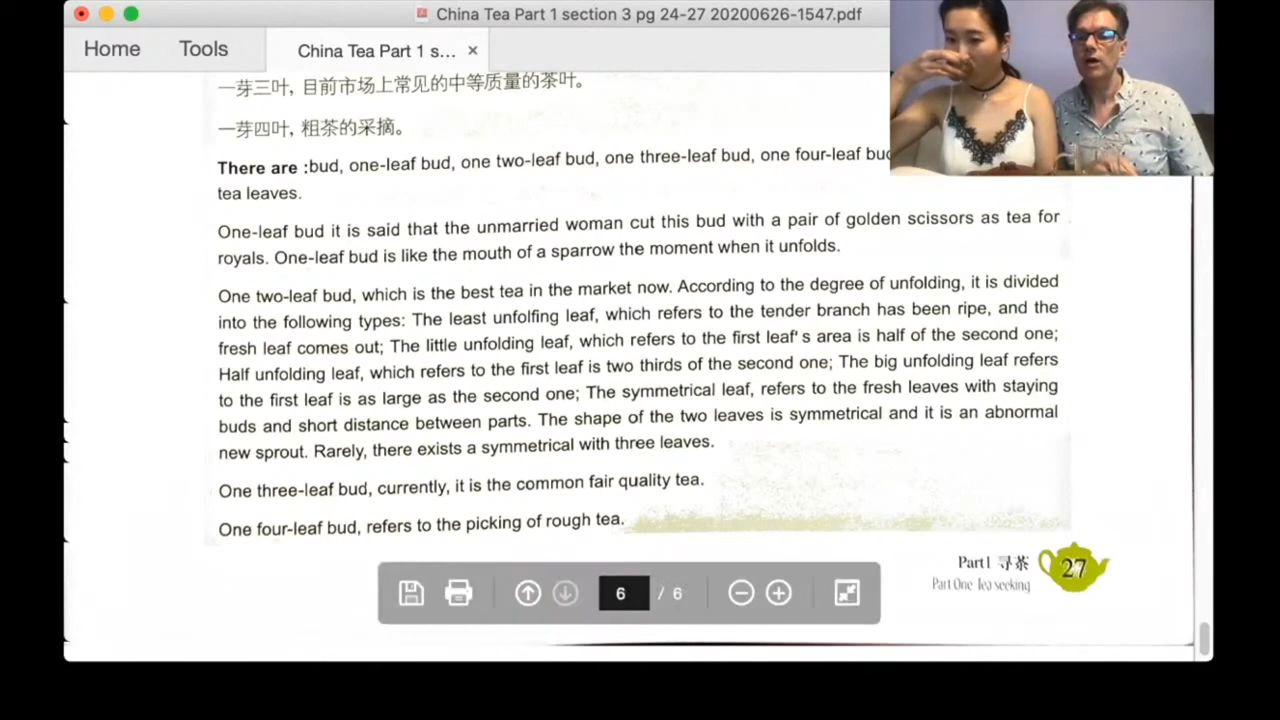 China Tea Part 1 section 3 pg 24-27 20200626-1547.pdf
Home Tools China Tea Part 1 s... ×
一芽三叶, 目前市场上常见的中等质量的茶叶。
一芽四叶, 粗茶的采摘。
There are :bud, one-leaf bud, one two-leaf bud, one three-leaf bud, one four-leaf
tea leaves.
One-leaf bud it is said that the unmarried woman cut this bud with a pair of golden scissors as tea for
royals. One-leaf bud is like the mouth of a sparrow the moment when it unfolds.
One two-leaf bud, which is the best tea in the market now. According to the degree of unfolding, it is divided
into the following types: The least unfolfing leaf, which refers to the tender branch has been ripe, and the
fresh leaf comes out; The little unfolding leaf, which refers to the first leaf's area is half of the second one;
Half unfolding leaf, which refers to the first leaf is two thirds of the second one; The big unfolding leaf refers
to the first leaf is as large as the second one; The symmetrical leaf, refers to the fresh leaves with staying
buds and short distance between parts. The shape of the two leaves is symmetrical and it is an abnormal
new sprout. Rarely, there exists a symmetrical with three leaves.
One three-leaf bud, currently, it is the common fair quality tea.
One four-leaf bud, refers to the picking of rough tea.
Part1 寻茶
Part One Tea seeking
27
6 / 6